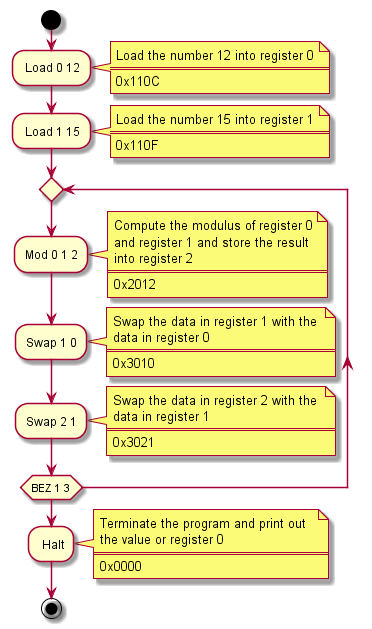 Load 0 12
Load the number 12 into register 0
0x110C
Load 1 15
Load the number 15 into register 1
0x110F
Mod 0 1 2
Compute the modulus of register 0
and register 1 and store the result
into register 2
0x2012
Swap 1 0
Swap the data in register 1 with the
data in register 0
0x3010
Swap 2 1
Swap the data in register 2 with the
data in register 1
0x3021
BEZ 1 3
Halt
Terminate the program and print out
the value or register 0
0x0000